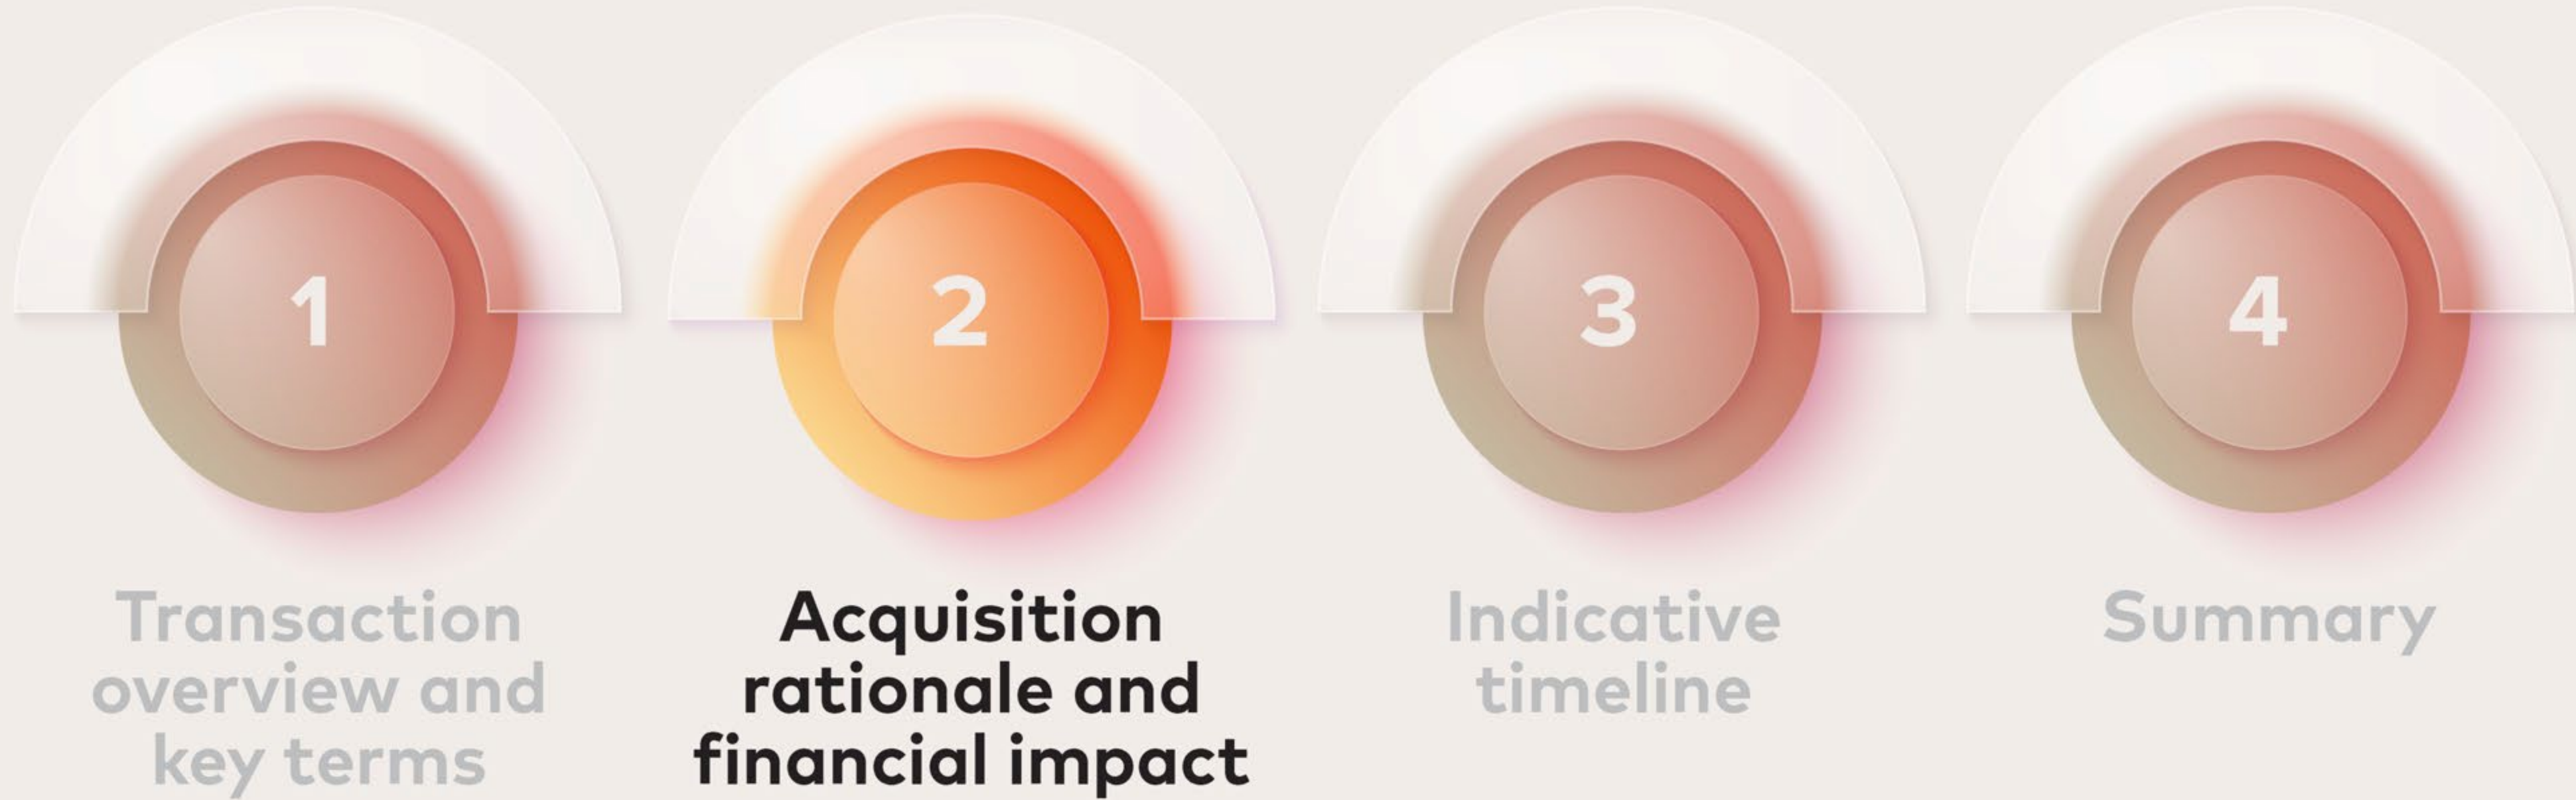 1
Transaction
overview and
key terms
2
Acquisition
rationale and
financial impact
3
Indicative
timeline
4
Summary